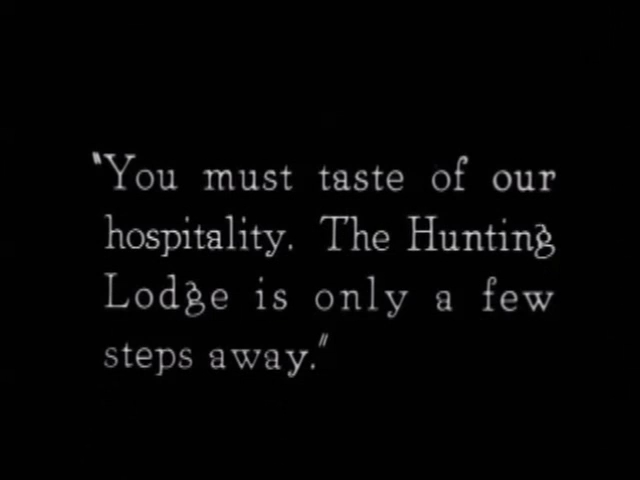 "You must taste of our
hospitality. The Hunting
Lodge is only a few
steps away."